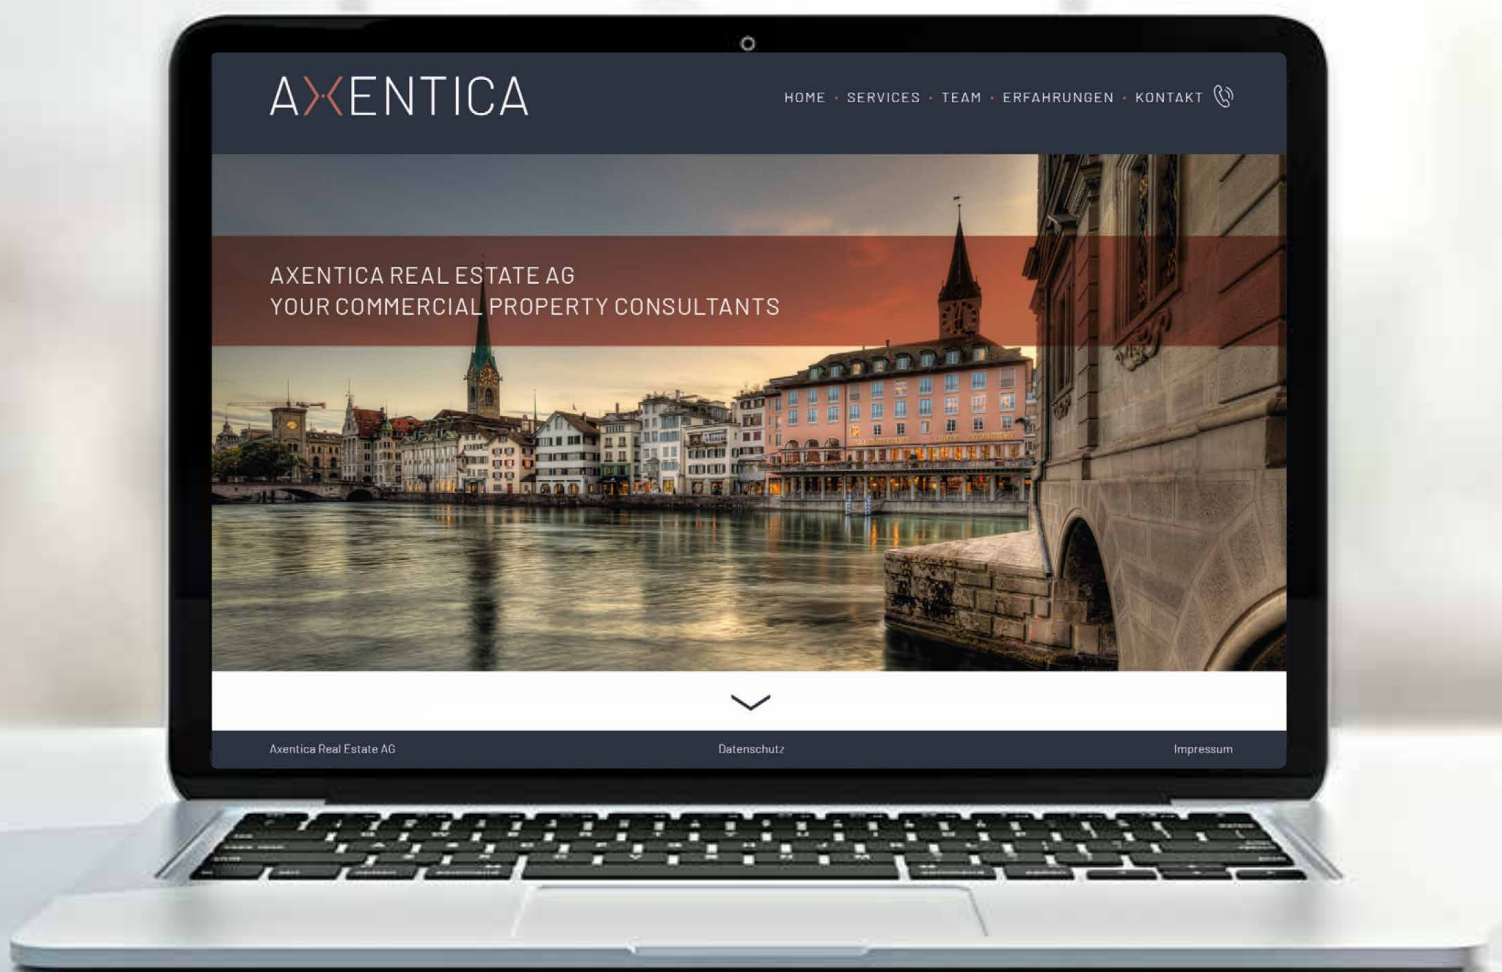 AXENTICA
HOME • SERVICES • TEAM • ERFAHRUNGEN • KONTAKT
AXENTICA REAL ESTATE AG
YOUR COMMERCIAL PROPERTY CONSULTANTS
Axentica Real Estate AG
Datenschutz
Impressum